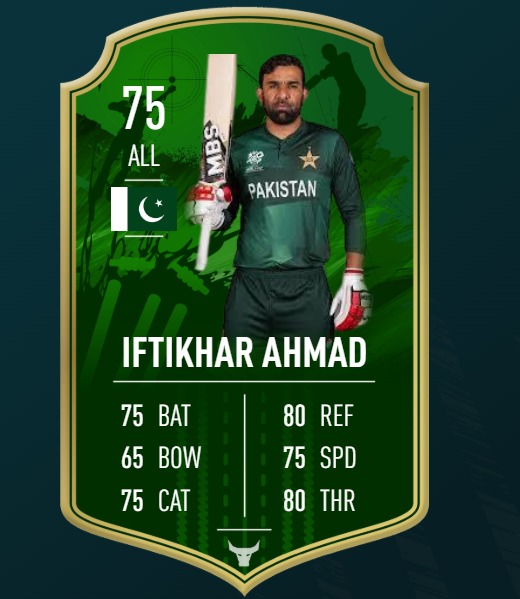 75
ALL
MBS
PAKISTAN
IFTIKHAR AHMAD
75 BAT
65 BOW
75 CAT
80 REF
75 SPD
80 THR